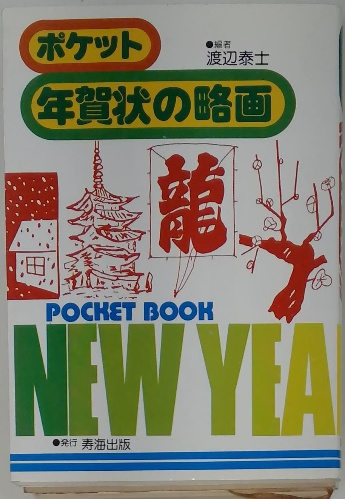 ポケット
●編者
渡辺泰士
年賀状の略画
龍
POCKET BOOK
NEW YEA
●発行 寿海出版